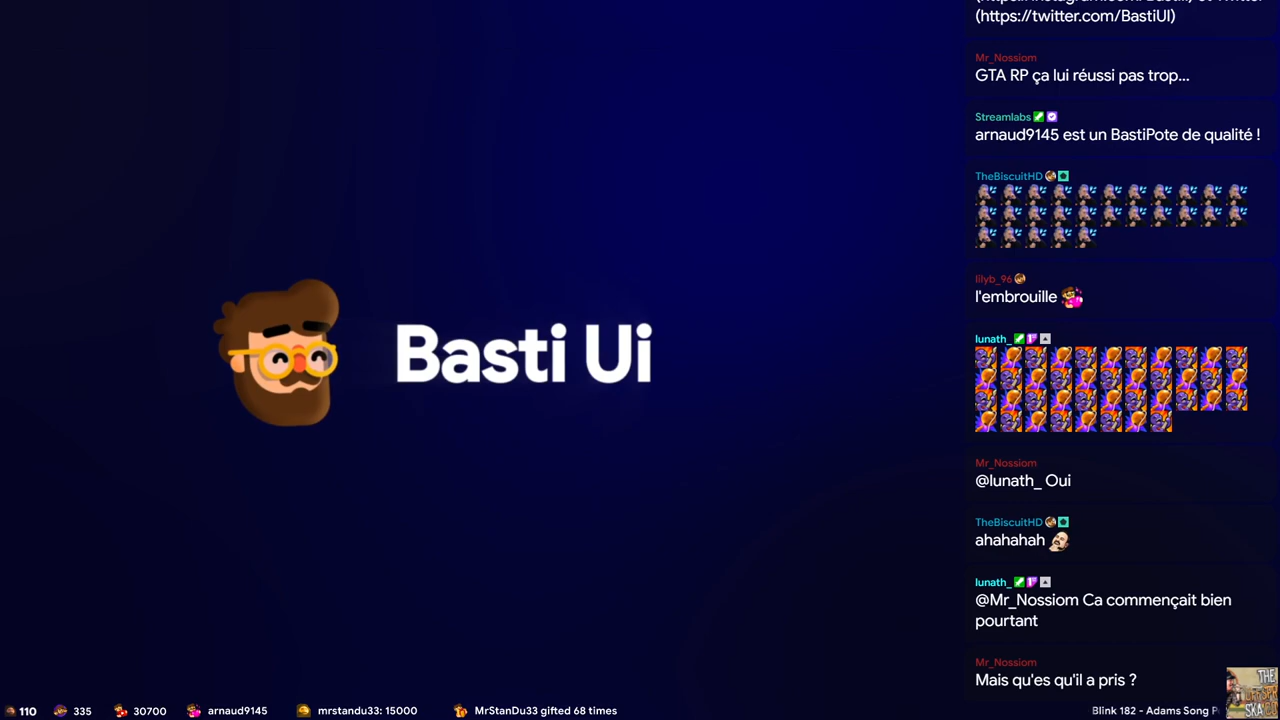 (https://twitter.com/BastiUI)
Mr_Nossiom
GTA RP ça lui réussi pas trop...
Streamlabs
arnaud9145 est un BastiPote de qualité !
TheBiscuitHD
lilyb_96
l'embrouille
lunath_
Mr_Nossiom
@lunath_ Oui
TheBiscuitHD
ahahahah
lunath_
@Mr_Nossiom Ca commençait bien
pourtant
Mr_Nossiom
Mais qu'es qu'il a pris ?
Basti Ui
110 335 30700 arnaud9145 mrstandu33: 15000 MrStanDu33 gifted 68 times
Blink 182 - Adams Song P
THE